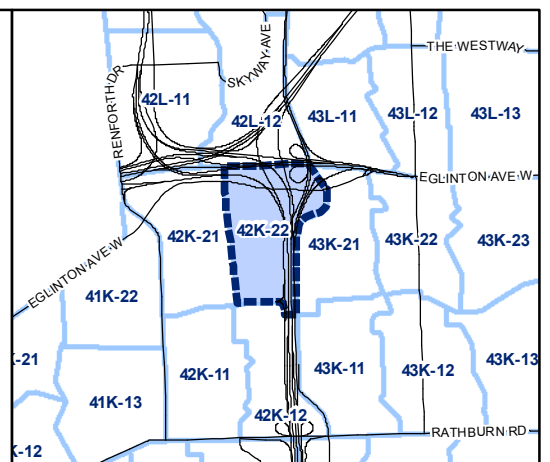 THE WESTWAY
SKYWAY AVE
RENFORTH DR
42L-11
42L-12
43L-11
43L-12
43L-13
EGLINTON AVE W
42K-21
42K-22
43K-21
43K-22
43K-23
EGLINTON AVE W
41K-22
K-21
42K-11
43K-11
43K-12
43K-13
41K-13
42K-12
RATHBURN RD
K-12